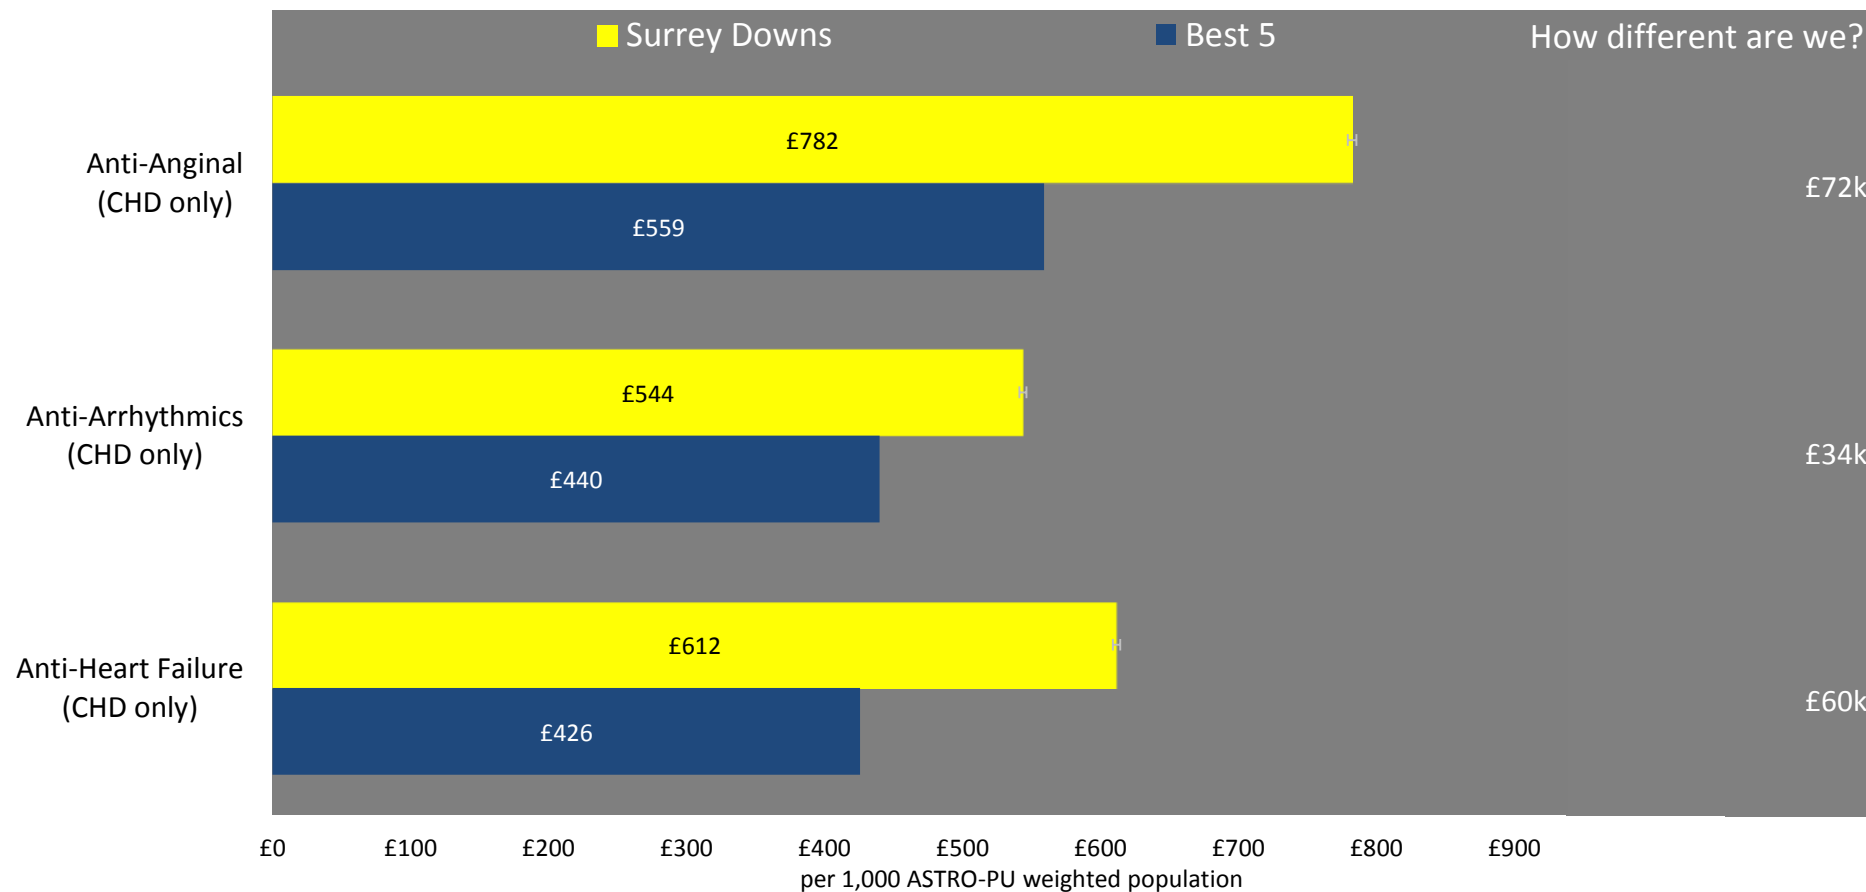 Surrey Downs
Best 5
How different are we?
Anti-Anginal
(CHD only)
£782
£559
£72k
Anti-Arrhythmics
(CHD only)
£544
£440
£34k
Anti-Heart Failure
(CHD only)
£612
£426
£60k
£0 £100 £200 £300 £400 £500 £600 £700 £800 £900
per 1,000 ASTRO-PU weighted population